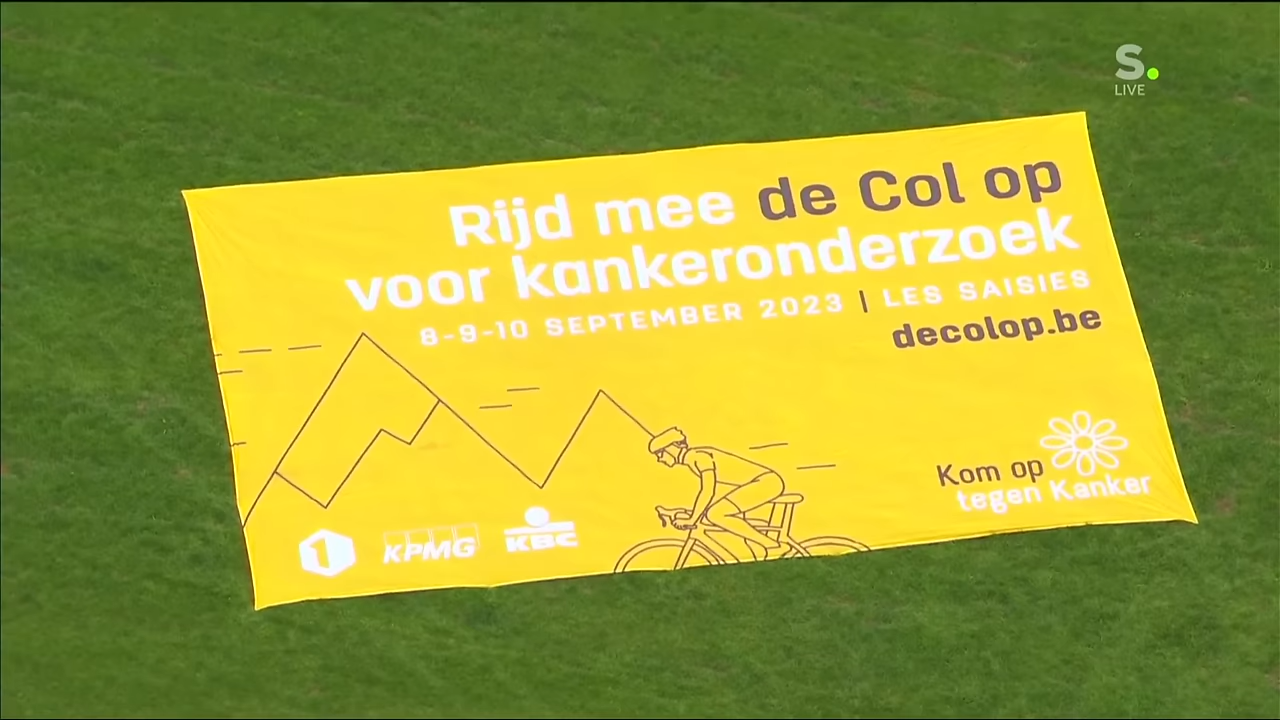 S.
LIVE
Rijd mee de Col op
voor kankeronderzoek
8-9-10 SEPTEMBER 2023 | LES SAISIES
decolop.be
Kom op
tegen Kanker
1
KPMG
KBC